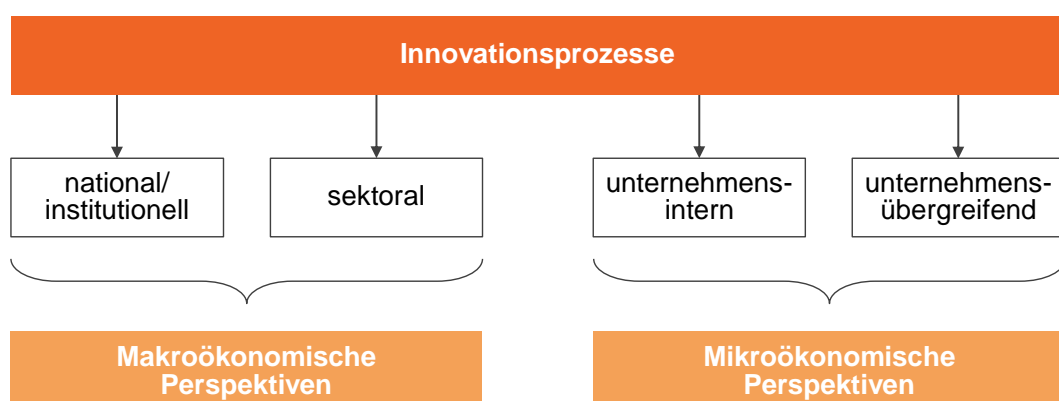 Innovationsprozesse
national/
institutionell
sektoral
unternehmens-
intern
unternehmens-
übergreifend
Makroökonomische
Perspektiven
Mikroökonomische
Perspektiven